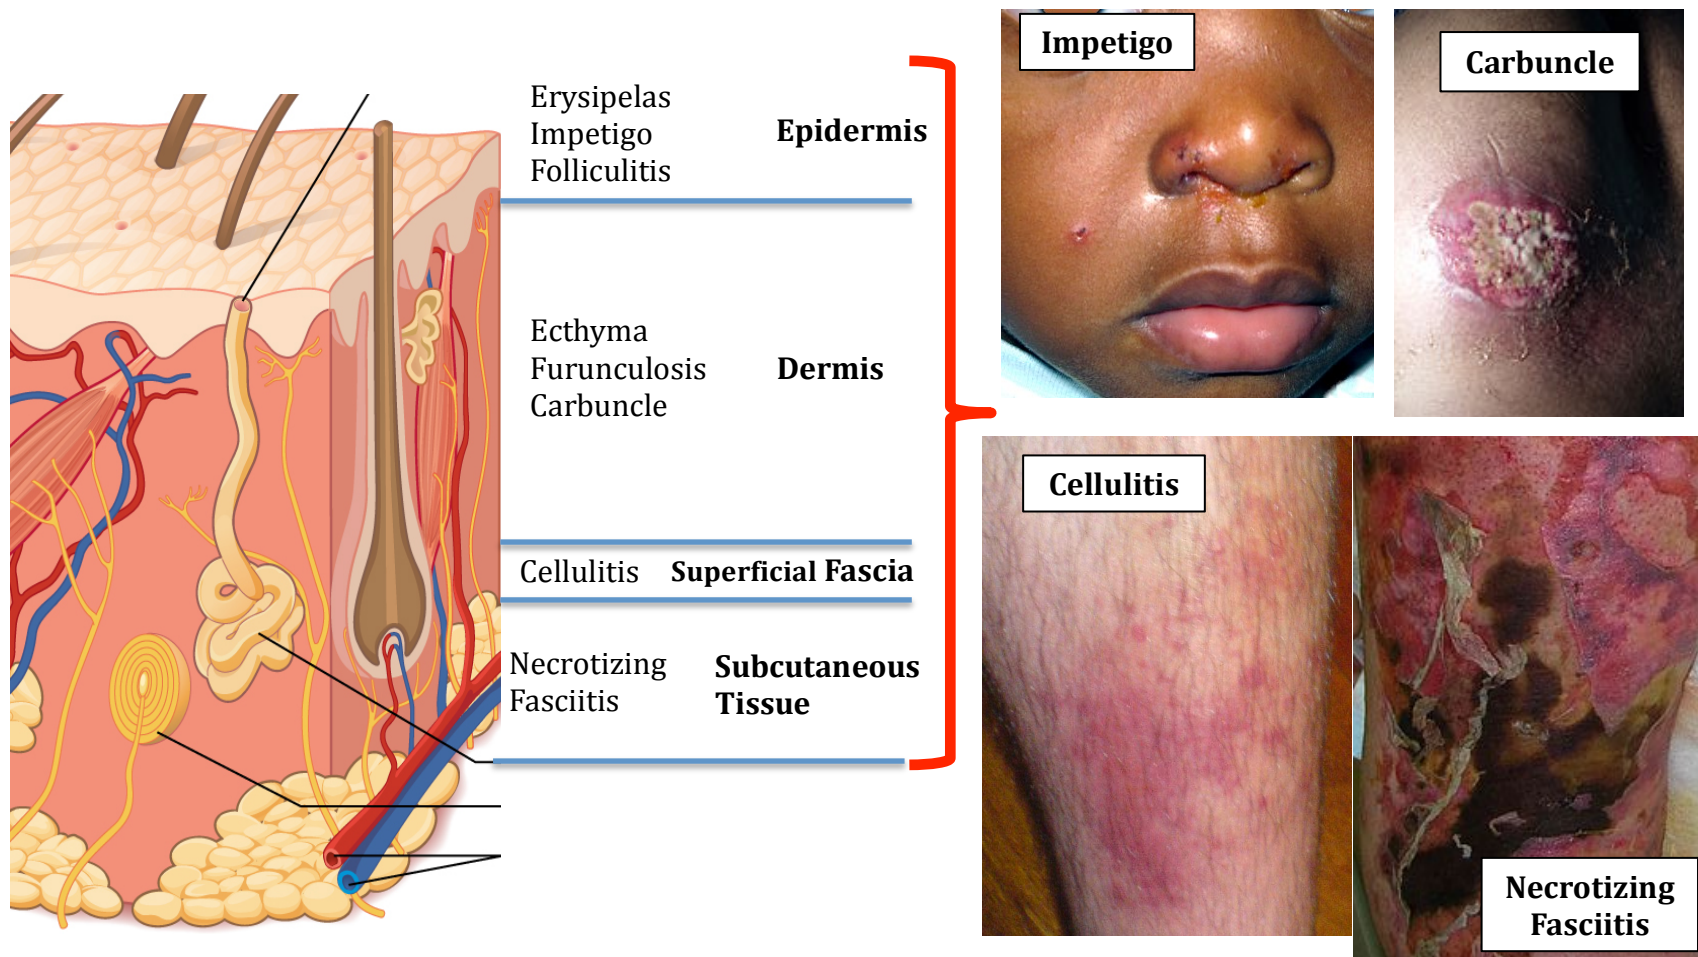 Erysipelas
Impetigo
Folliculitis
Epidermis
Ecthyma
Furunculosis
Carbuncle
Dermis
Cellulitis
Superficial Fascia
Necrotizing
Fasciitis
Subcutaneous
Tissue
Impetigo
Carbuncle
Cellulitis
Necrotizing
Fasciitis